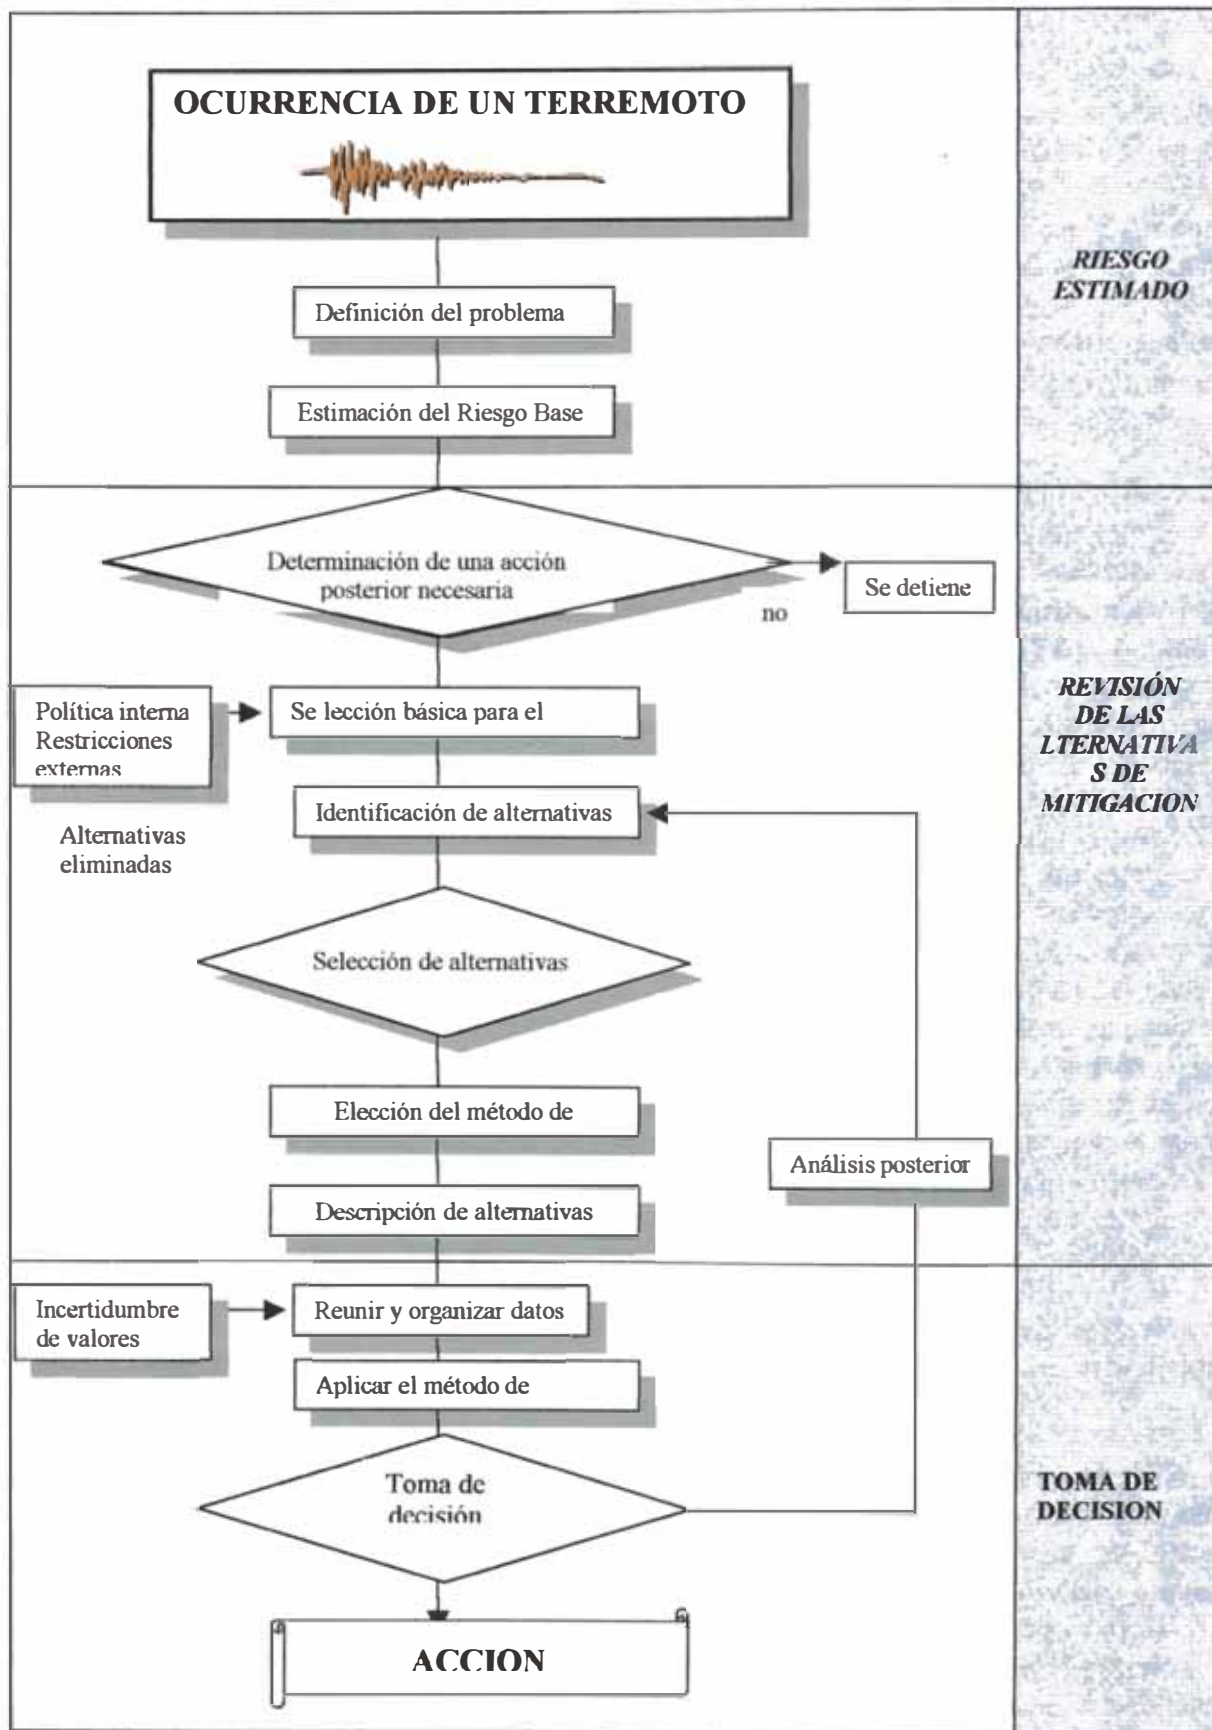 OCURRENCIA DE UN TERREMOTO
Definición del problema
Estimación del Riesgo Base
RIESGO
ESTIMADO
Determinación de una acción
posterior necesaria
no
Se detiene
Política interna
Restricciones
externas
Se lección básica para el
Identificación de alternativas
Alternativas
eliminadas
Selección de alternativas
Elección del método de
Análisis posterior
Descripción de alternativas
REVISIÓN
DE LAS
LTERNATIVA
S DE
MITIGACION
Incertidumbre
de valores
Reunir y organizar datos
Aplicar el método de
Toma de
decisión
ACCION
TOMA DE
DECISION